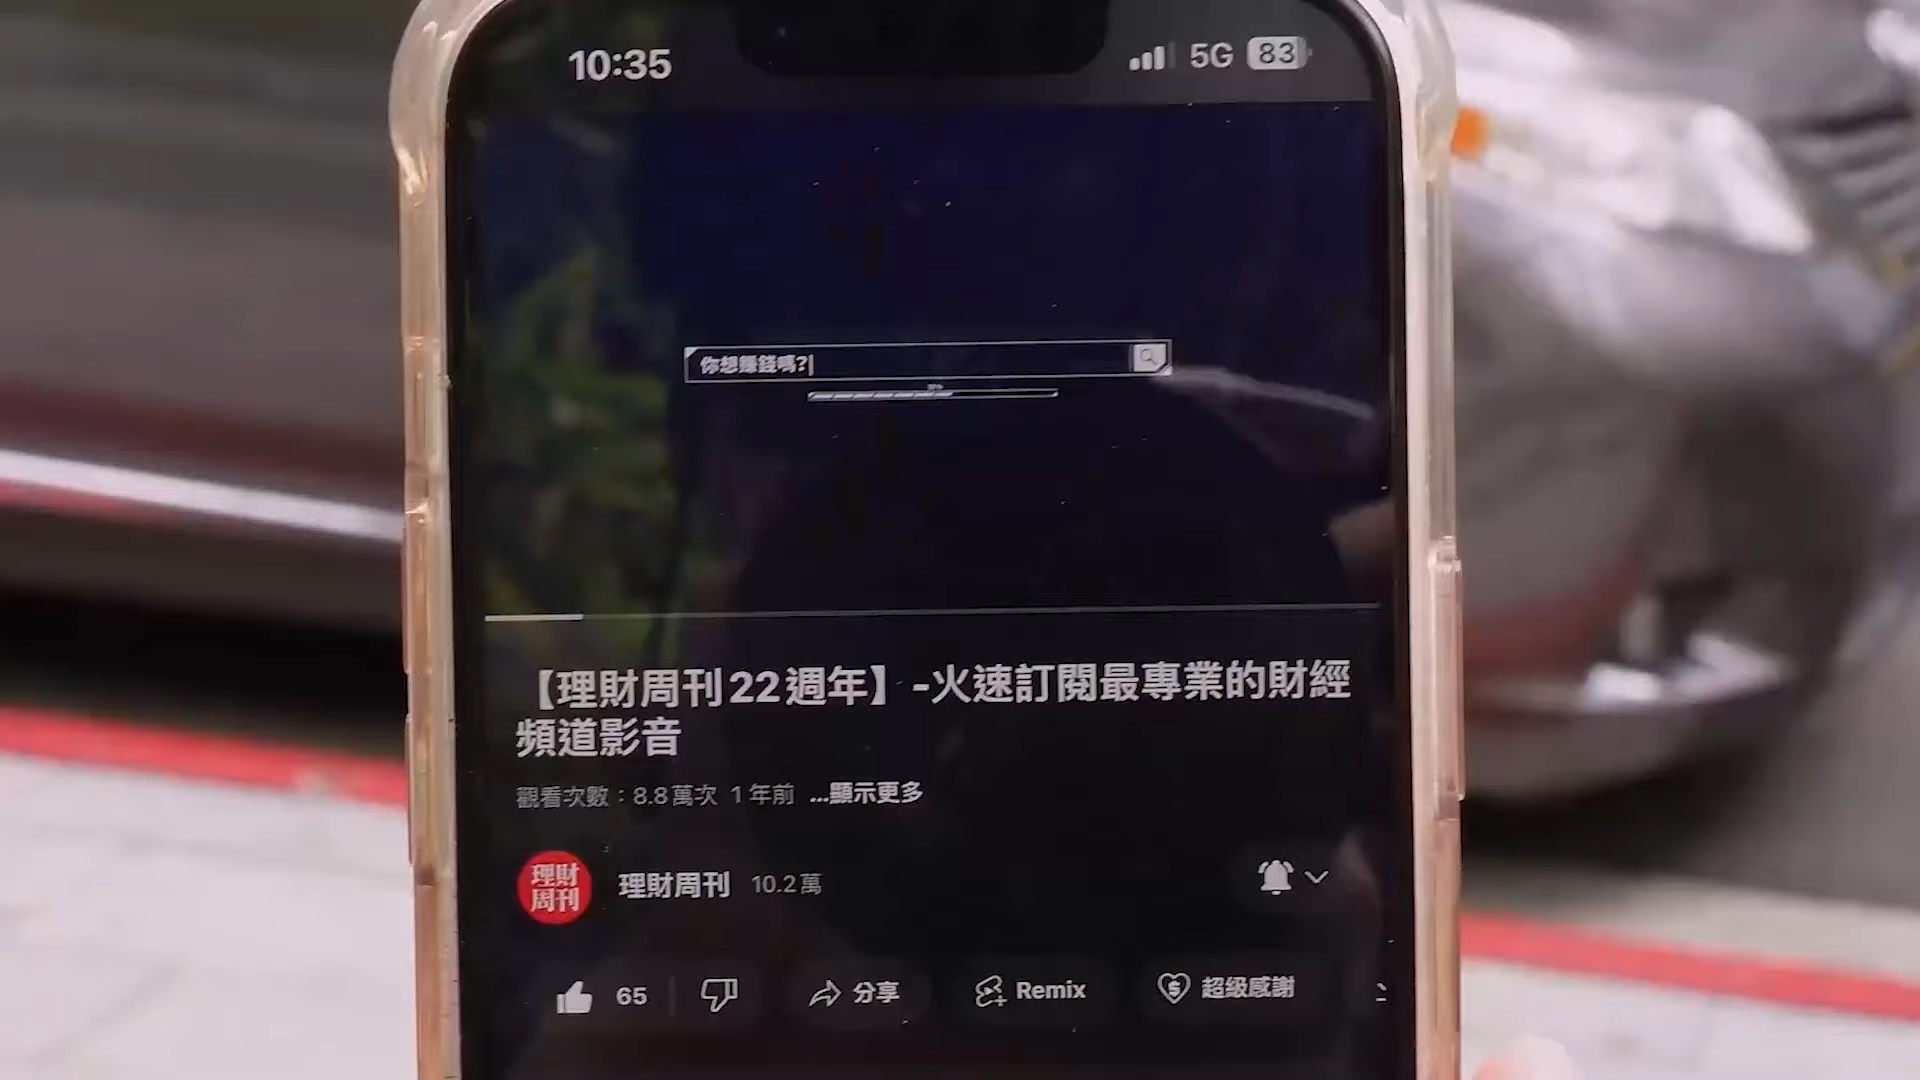 10:35
5G 83
你想賺錢嗎?
【理財周刊22週年】-火速訂閱最專業的財經
頻道影音
觀看次數：8.8萬次 1年前 ...顯示更多
理財
周刊
理財周刊 10.2萬
65 分享 Remix 超級感謝